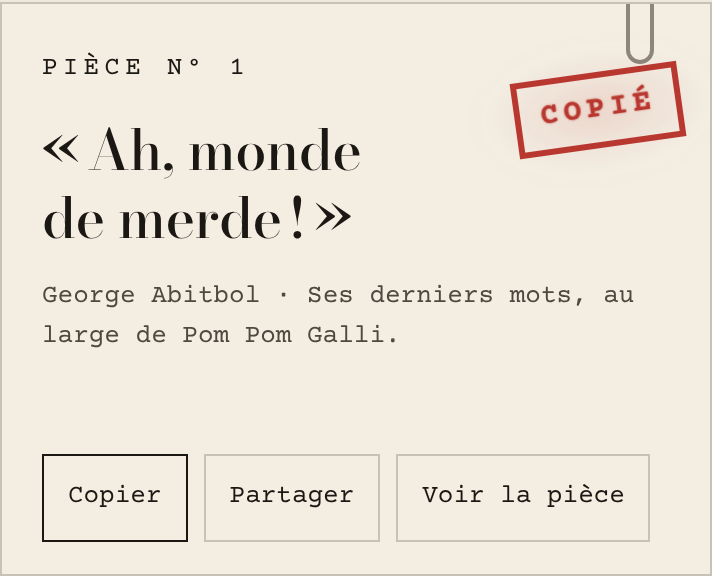 PIÈCE N° 1
COPIÉ
« Ah, monde
de merde ! »
George Abitbol · Ses derniers mots, au
large de Pom Pom Galli.
Copier
Partager
Voir la pièce